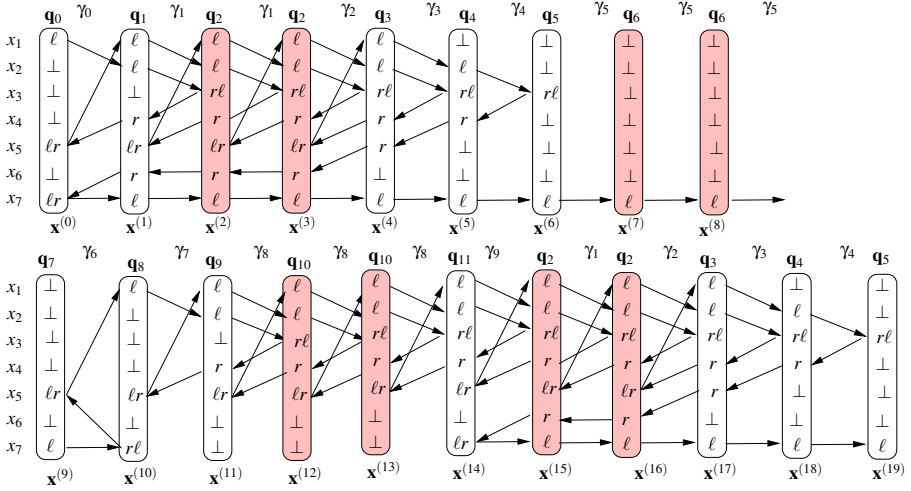 q₀ γ₀ q₁ γ₁ q₂ γ₁ q₂ γ₂ q₃ γ₃ q₄ γ₄ q₅ γ₅ q₆ γ₅ q₆ γ₅
x₁ ℓ ℓ ℓ ℓ ℓ ⊥ ⊥ ⊥ ⊥
x₂ ⊥ ℓ ℓ ℓ ℓ ℓ ⊥ ⊥ ⊥
x₃ ⊥ ⊥ rℓ rℓ rℓ rℓ rℓ ⊥ ⊥
x₄ ⊥ r r r r r ⊥ ⊥ ⊥
x₅ ℓr ℓr ℓr ℓr r ⊥ ⊥ ⊥ ⊥
x₆ ⊥ r r r ⊥ ⊥ ⊥ ⊥ ⊥
x₇ ℓr ℓ ℓ ℓ ℓ ℓ ℓ ℓ ℓ
x⁽⁰⁾ x⁽¹⁾ x⁽²⁾ x⁽³⁾ x⁽⁴⁾ x⁽⁵⁾ x⁽⁶⁾ x⁽⁷⁾ x⁽⁸⁾
q₇ γ₆ q₈ γ₇ q₉ γ₈ q₁₀ γ₈ q₁₀ γ₈ q₁₁ γ₉ q₂ γ₁ q₂ γ₂ q₃ γ₃ q₄ γ₄ q₅
x₁ ⊥ ℓ ℓ ℓ ℓ ℓ ℓ ℓ ℓ ⊥ ⊥
x₂ ⊥ ⊥ ℓ ℓ ℓ ℓ ℓ ℓ ℓ ℓ ⊥
x₃ ⊥ ⊥ ⊥ rℓ rℓ rℓ rℓ rℓ rℓ rℓ rℓ
x₄ ⊥ ⊥ r r r r r r r r ⊥
x₅ ℓr ℓr ℓr ℓr ℓr ℓr ℓr ℓr r ⊥ ⊥
x₆ ⊥ ⊥ ⊥ ⊥ ⊥ ⊥ r r ⊥ ⊥ ⊥
x₇ ℓ rℓ ⊥ ⊥ ⊥ ℓr ℓ ℓ ℓ ℓ ℓ
x⁽⁹⁾ x⁽¹⁰⁾ x⁽¹¹⁾ x⁽¹²⁾ x⁽¹³⁾ x⁽¹⁴⁾ x⁽¹⁵⁾ x⁽¹⁶⁾ x⁽¹⁷⁾ x⁽¹⁸⁾ x⁽¹⁹⁾